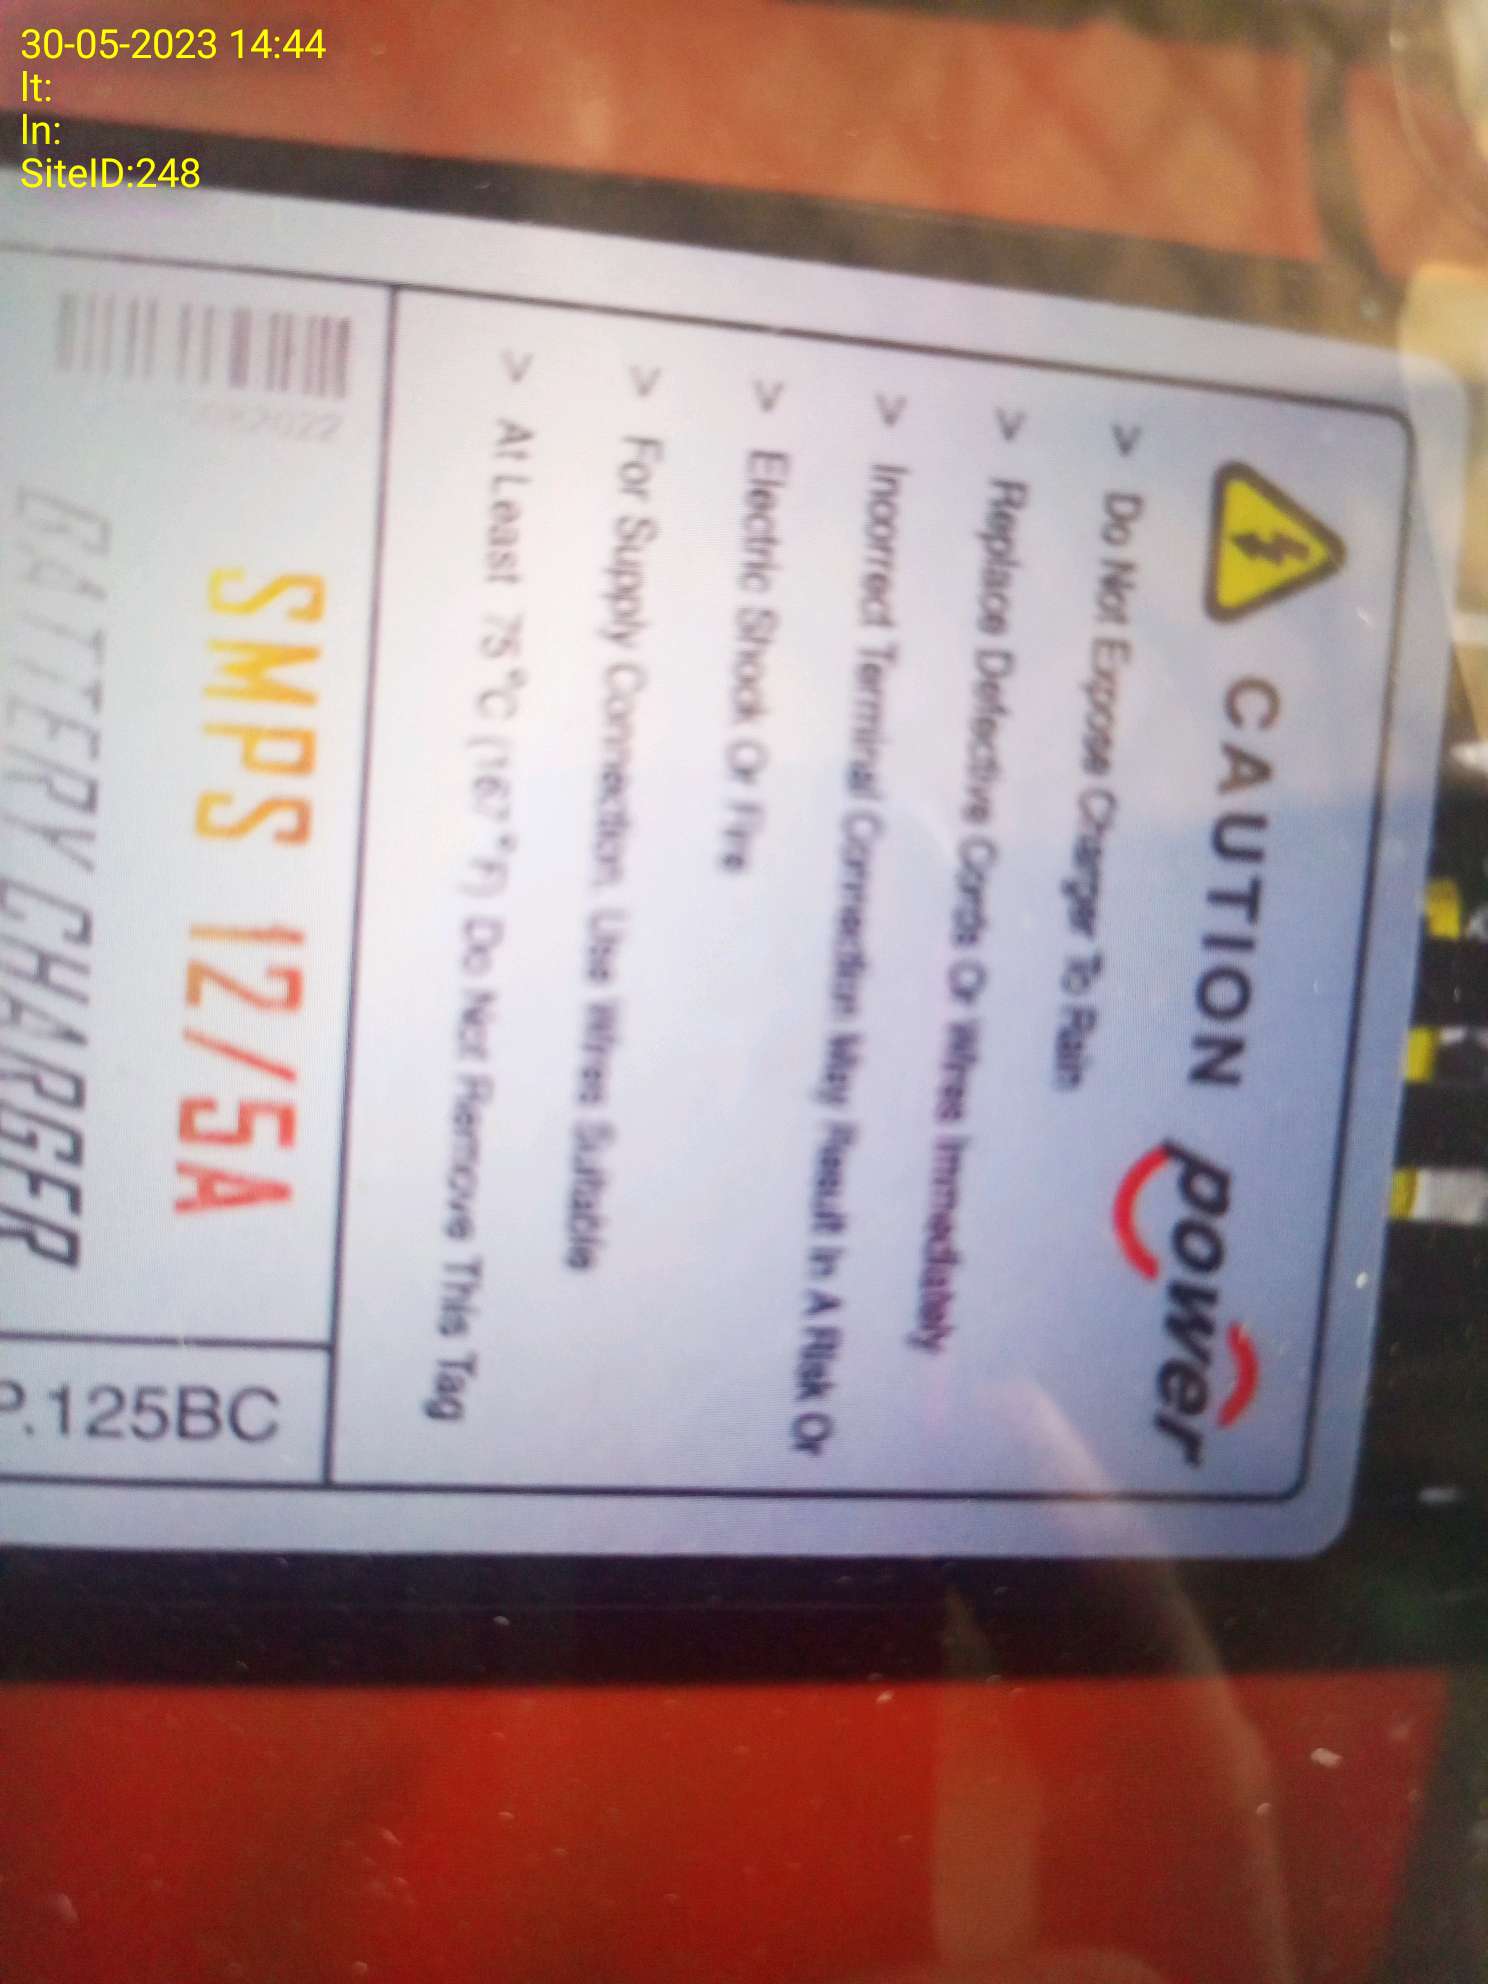 30-05-2023 14:44
lt:
ln:
SiteID:248
CAUTION power
> Do Not Expose Charger To Rain
> Replace Defective Cords Or Wires Immediately
> Incorrect Terminal Connection May Result In A Risk Or
> Electric Shock Or Fire
> For Supply Connection, Use Wires Suitable
> At Least 75°C (167°F) Do Not Remove This Tag
SMPS 12/5A
BATTERY CHARGER
P.125BC